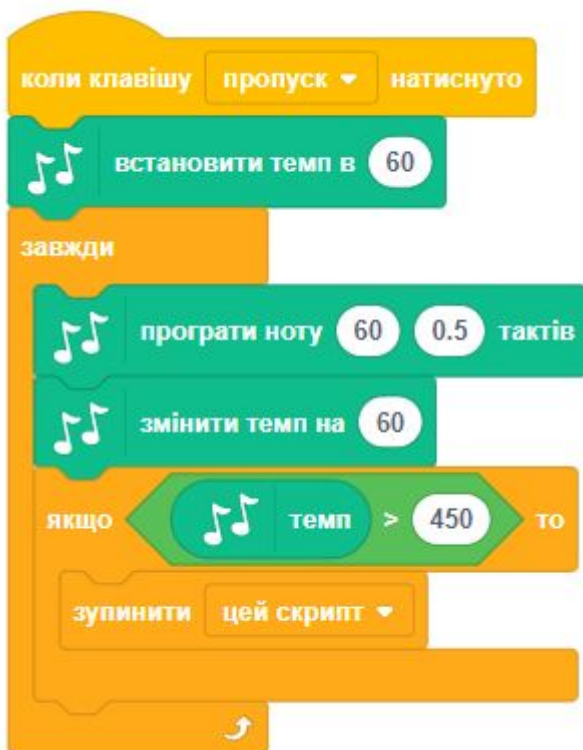 коли клавішу пропуск натиснуто
встановити темп в 60
завжди
програти ноту 60 0.5 тактів
змінити темп на 60
якщо темп > 450 то
зупинити цей скрипт